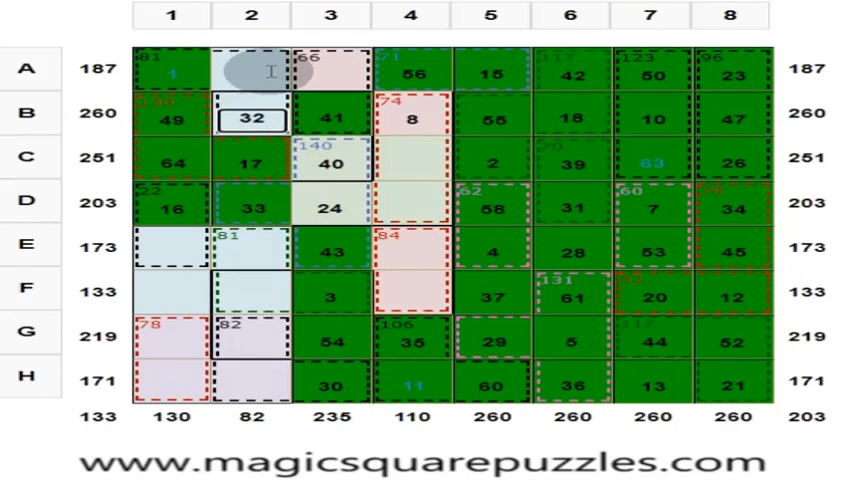 1 2 3 4 5 6 7 8
A 187 81 1 66 71 56 15 117 42 123 50 96 23 187
B 260 49 32 41 74 8 55 18 10 47 260
C 251 64 17 140 40 2 70 39 63 26 251
D 203 22 16 33 24 62 58 31 60 7 34 203
E 173 81 43 84 4 28 53 45 173
F 133 3 37 131 61 20 12 133
G 219 78 82 54 106 35 29 5 117 44 52 219
H 171 30 11 60 36 13 21 171
133 130 82 235 110 260 260 260 260 203
www.magicsquarepuzzles.com